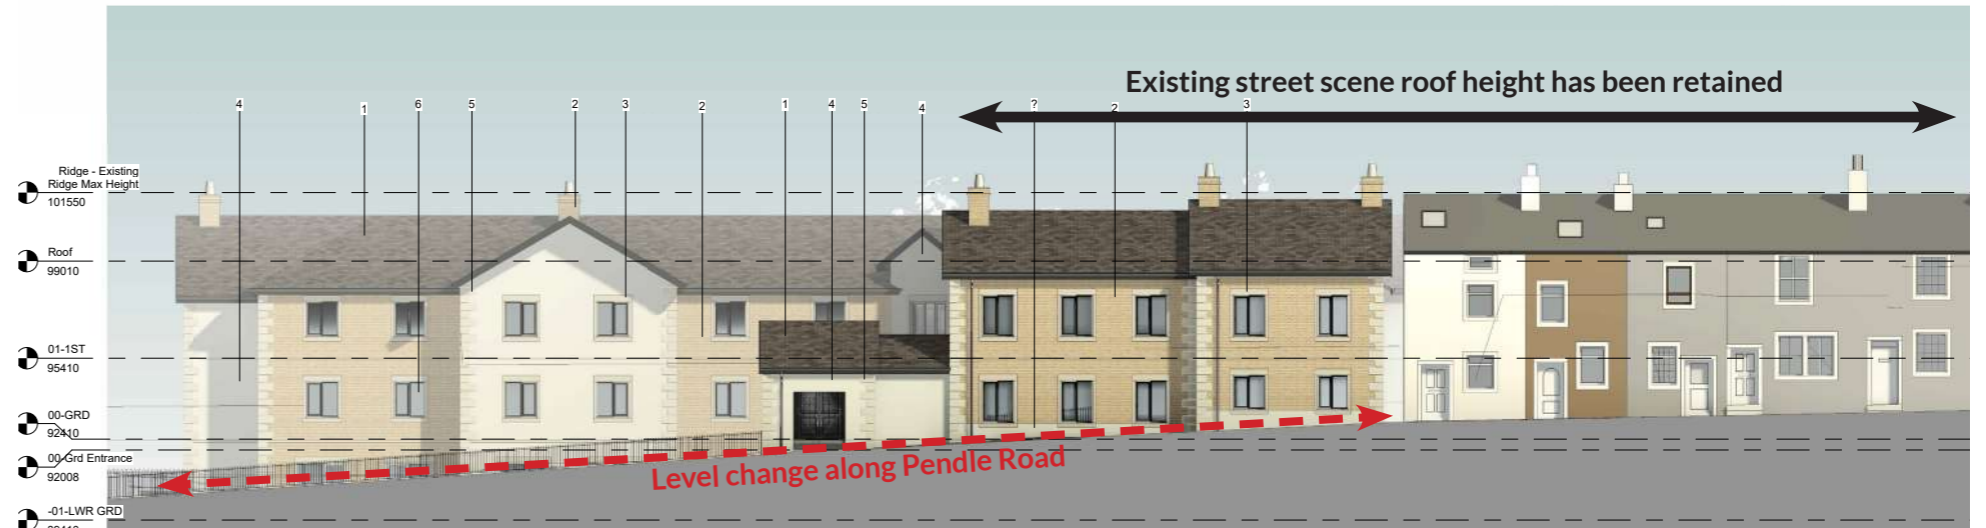 Existing street scene roof height has been retained
4 1 6 5 2 3 2 1 4 5 4 ? 2 3
Ridge - Existing
Ridge Max Height
101550
Roof
99010
01-1ST
95410
00-GRD
92410
00-Grd Entrance
92008
Level change along Pendle Road
-01-LWR GRD